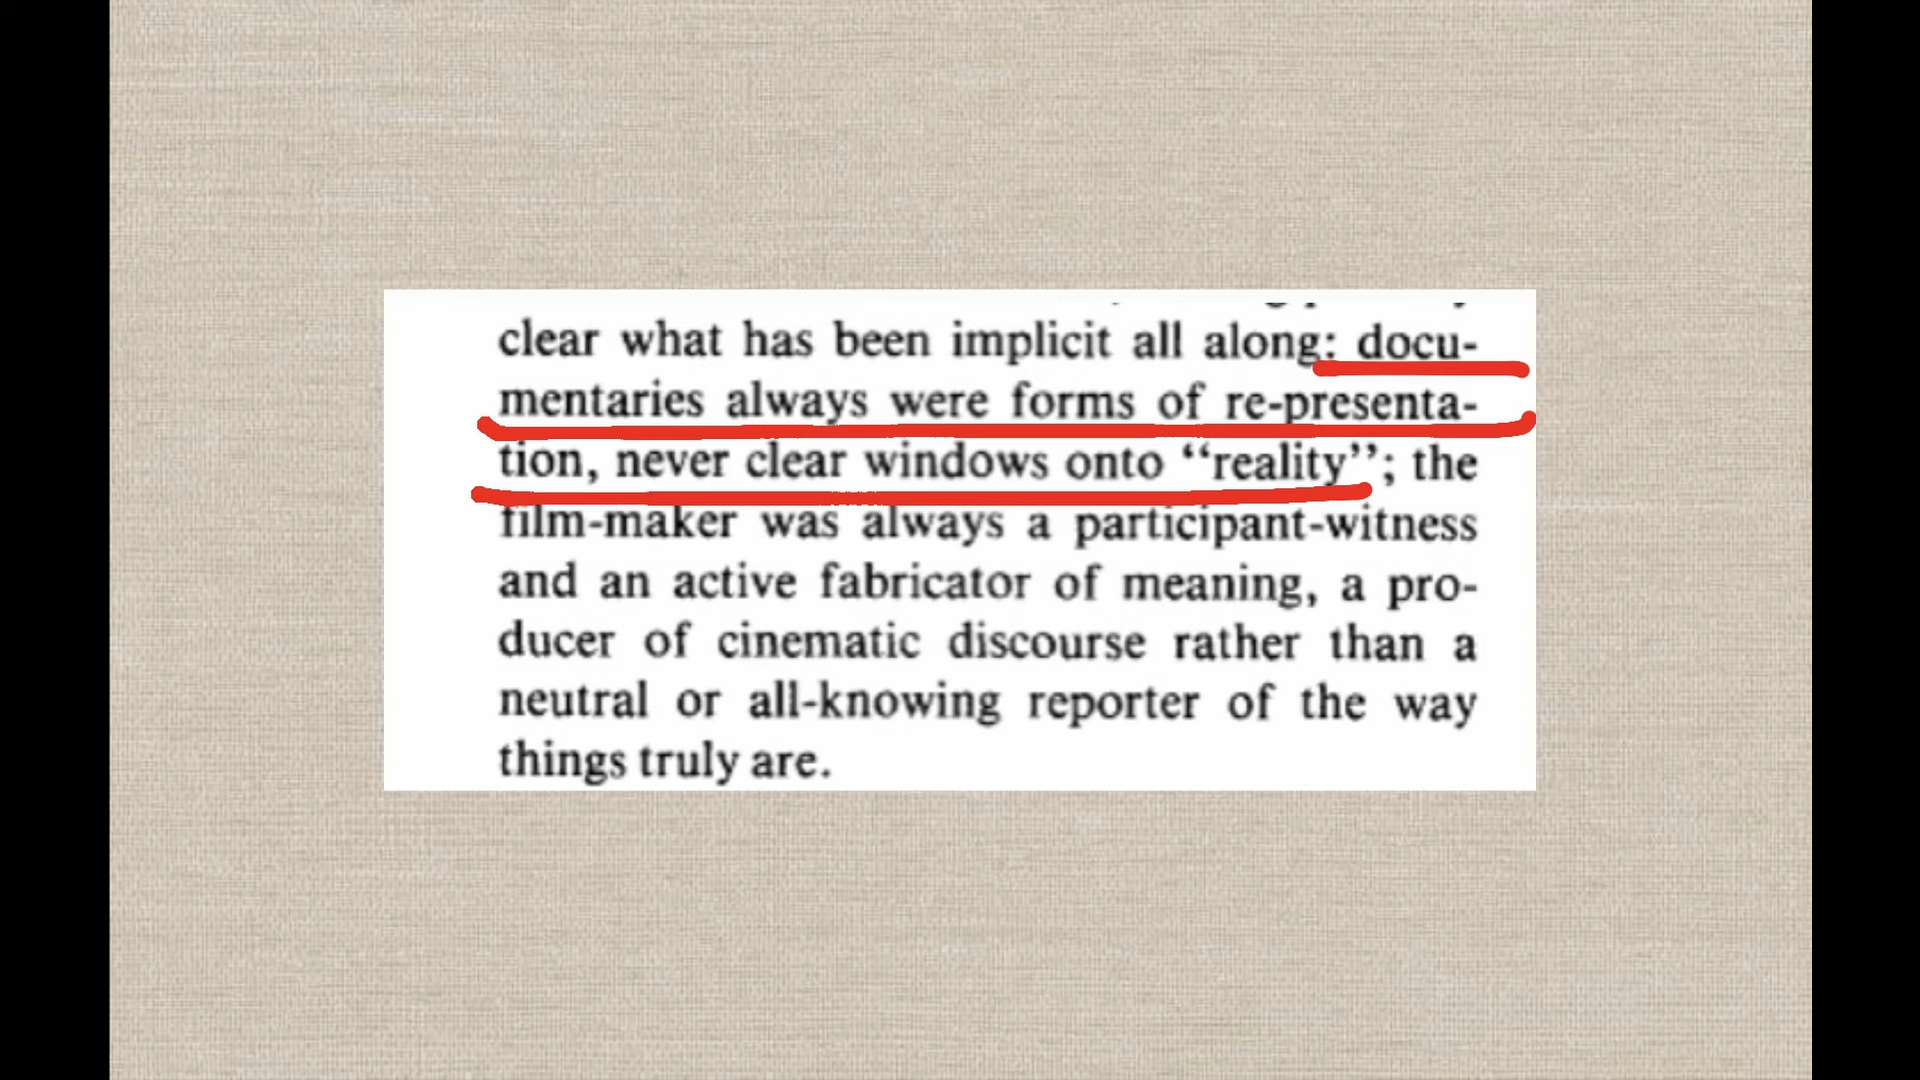 clear what has been implicit all along: docu-
mentaries always were forms of re-presenta-
tion, never clear windows onto “reality”; the
film-maker was always a participant-witness
and an active fabricator of meaning, a pro-
ducer of cinematic discourse rather than a
neutral or all-knowing reporter of the way
things truly are.